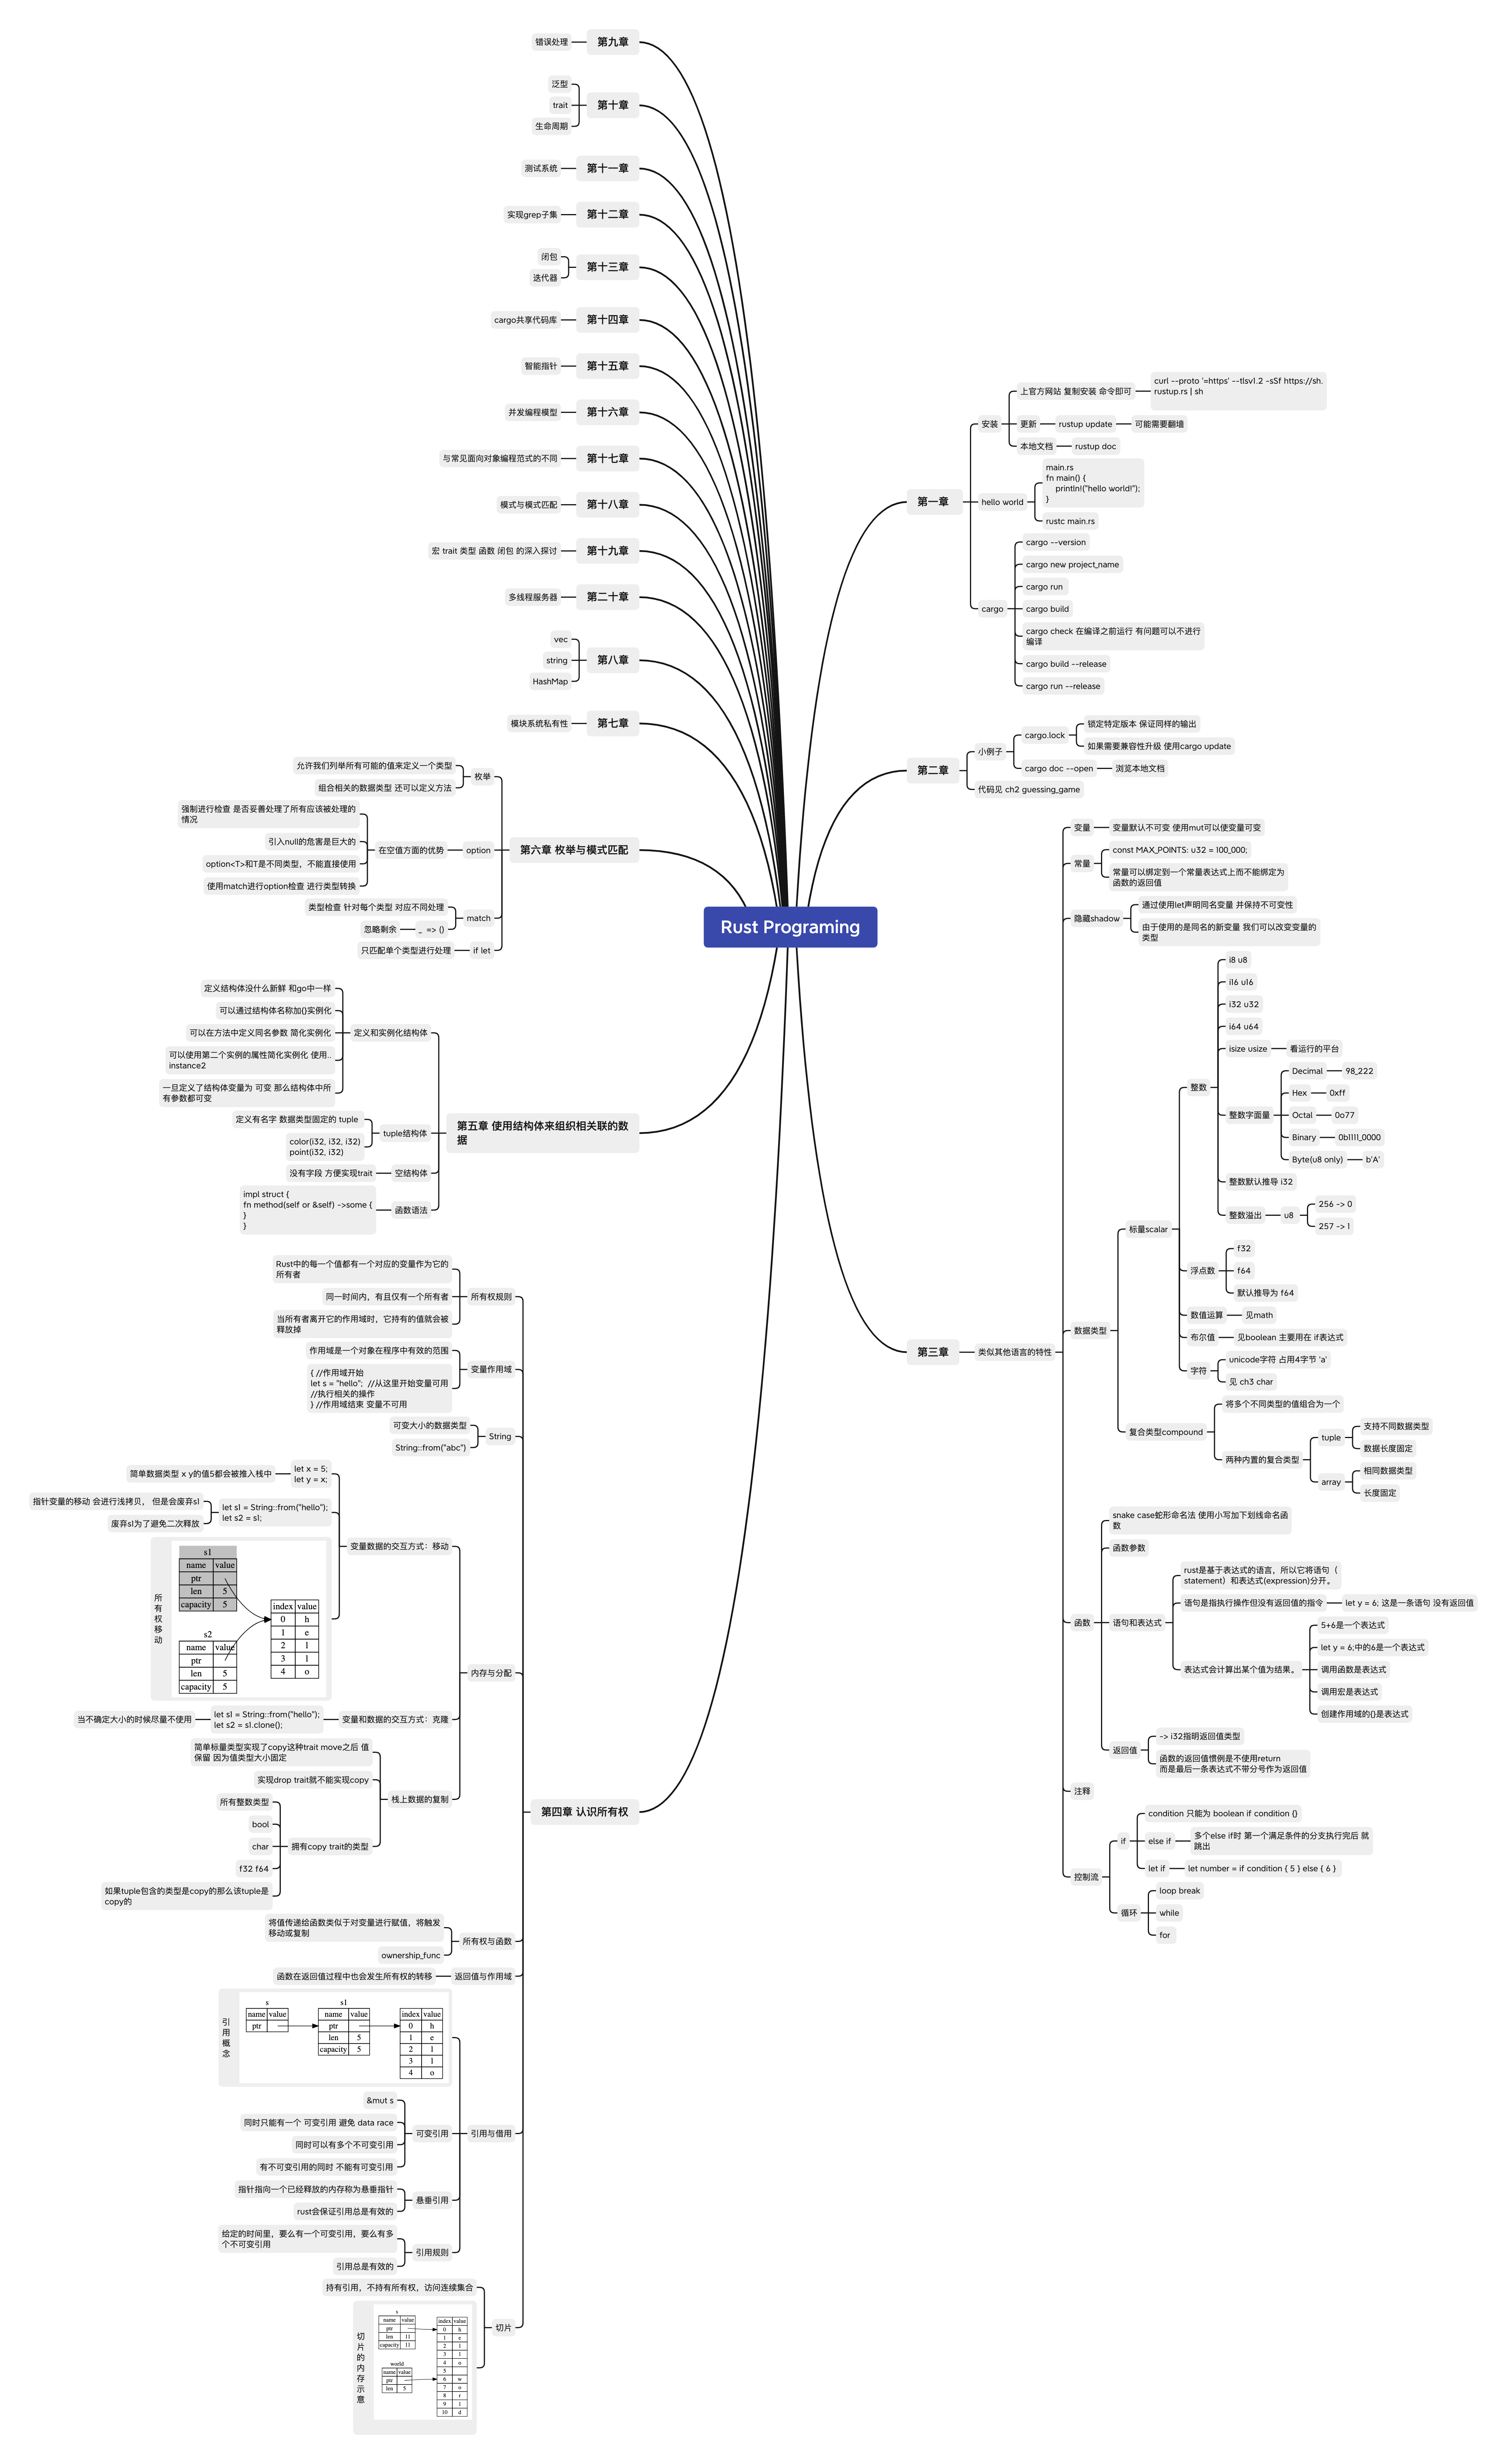 Rust Programing
第一章
安装
上官方网站 复制安装 命令即可
curl --proto '=https' --tlsv1.2 -sSf https://sh.
rustup.rs | sh
更新
rustup update
可能需要翻墙
本地文档
rustup doc
hello world
main.rs
fn main() {
println!("hello world!");
}
rustc main.rs
cargo
cargo --version
cargo new project_name
cargo run
cargo build
cargo check 在编译之前运行 有问题可以不进行
编译
cargo build --release
cargo run --release
第二章
小例子
cargo.lock
锁定特定版本 保证同样的输出
如果需要兼容性升级 使用cargo update
cargo doc --open
浏览本地文档
代码见 ch2 guessing_game
第三章
类似其他语言的特性
变量
变量默认不可变 使用mut可以使变量可变
常量
const MAX_POINTS: u32 = 100_000;
常量可以绑定到一个常量表达式上而不能绑定为
函数的返回值
隐藏shadow
通过使用let声明同名变量 并保持不可变性
由于使用的是同名的新变量 我们可以改变变量的
类型
数据类型
标量scalar
整数
i8 u8
i16 u16
i32 u32
i64 u64
isize usize
看运行的平台
整数字面量
Decimal
98_222
Hex
0xff
Octal
0o77
Binary
0b1111_0000
Byte(u8 only)
b'A'
整数默认推导 i32
整数溢出
u8
256 -> 0
257 -> 1
浮点数
f32
f64
默认推导为 f64
数值运算
见math
布尔值
见boolean 主要用在 if表达式
字符
unicode字符 占用4字节 'a'
见 ch3 char
复合类型compound
将多个不同类型的值组合为一个
两种内置的复合类型
tuple
支持不同数据类型
数据长度固定
array
相同数据类型
长度固定
函数
snake case蛇形命名法 使用小写加下划线命名函
数
函数参数
语句和表达式
rust是基于表达式的语言，所以它将语句（
statement）和表达式(expression)分开。
语句是指执行操作但没有返回值的指令
let y = 6; 这是一条语句 没有返回值
表达式会计算出某个值为结果。
5+6是一个表达式
let y = 6;中的6是一个表达式
调用函数是表达式
调用宏是表达式
创建作用域的{}是表达式
返回值
-> i32指明返回值类型
函数的返回值惯例是不使用return
而是最后一条表达式不带分号作为返回值
注释
控制流
if
condition 只能为 boolean if condition {}
else if
多个else if时 第一个满足条件的分支执行完后 就
跳出
let if
let number = if condition { 5 } else { 6 }
循环
loop break
while
for
第九章
错误处理
第十章
泛型
trait
生命周期
第十一章
测试系统
第十二章
实现grep子集
第十三章
闭包
迭代器
第十四章
cargo共享代码库
第十五章
智能指针
第十六章
并发编程模型
第十七章
与常见面向对象编程范式的不同
第十八章
模式与模式匹配
第十九章
宏 trait 类型 函数 闭包 的深入探讨
第二十章
多线程服务器
第八章
vec
string
HashMap
第七章
模块系统私有性
第六章 枚举与模式匹配
枚举
允许我们列举所有可能的值来定义一个类型
组合相关的数据类型 还可以定义方法
option
在空值方面的优势
强制进行检查 是否妥善处理了所有应该被处理的
情况
引入null的危害是巨大的
option<T>和T是不同类型，不能直接使用
使用match进行option检查 进行类型转换
match
类型检查 针对每个类型 对应不同处理
_ => ()
忽略剩余
if let
只匹配单个类型进行处理
第五章 使用结构体来组织相关联的数
据
定义和实例化结构体
定义结构体没什么新鲜 和go中一样
可以通过结构体名称加{}实例化
可以在方法中定义同名参数 简化实例化
可以使用第二个实例的属性简化实例化 使用..
instance2
一旦定义了结构体变量为 可变 那么结构体中所
有参数都可变
tuple结构体
定义有名字 数据类型固定的 tuple
color(i32, i32, i32)
point(i32, i32)
空结构体
没有字段 方便实现trait
函数语法
impl struct {
fn method(self or &self) ->some {
}
}
第四章 认识所有权
所有权规则
Rust中的每一个值都有一个对应的变量作为它的
所有者
同一时间内，有且仅有一个所有者
当所有者离开它的作用域时，它持有的值就会被
释放掉
变量作用域
作用域是一个对象在程序中有效的范围
{ //作用域开始
let s = "hello"; //从这里开始变量可用
//执行相关的操作
} //作用域结束 变量不可用
String
可变大小的数据类型
String::from("abc")
内存与分配
变量数据的交互方式：移动
let x = 5;
let y = x;
简单数据类型 x y的值5都会被推入栈中
let s1 = String::from("hello");
let s2 = s1;
指针变量的移动 会进行浅拷贝， 但是会废弃s1
废弃s1为了避免二次释放
所有权移动
s1
name value
ptr
len 5
capacity 5
s2
name value
ptr
len 5
capacity 5
index value
0 h
1 e
2 l
3 l
4 o
变量和数据的交互方式：克隆
let s1 = String::from("hello");
let s2 = s1.clone();
当不确定大小的时候尽量不使用
栈上数据的复制
简单标量类型实现了copy这种trait move之后 值
保留 因为值类型大小固定
实现drop trait就不能实现copy
拥有copy trait的类型
所有整数类型
bool
char
f32 f64
如果tuple包含的类型是copy的那么该tuple是
copy的
所有权与函数
将值传递给函数类似于对变量进行赋值，将触发
移动或复制
ownership_func
返回值与作用域
函数在返回值过程中也会发生所有权的转移
引用与借用
引用概念
s
name value
ptr
s1
name value
ptr
len 5
capacity 5
index value
0 h
1 e
2 l
3 l
4 o
可变引用
&mut s
同时只能有一个 可变引用 避免 data race
同时可以有多个不可变引用
有不可变引用的同时 不能有可变引用
悬垂引用
指针指向一个已经释放的内存称为悬垂指针
rust会保证引用总是有效的
引用规则
给定的时间里，要么有一个可变引用，要么有多
个不可变引用
引用总是有效的
切片
持有引用，不持有所有权，访问连续集合
切片的内存示意
s
name value
ptr
len 11
capacity 11
world
name value
ptr
len 5
index value
0 h
1 e
2 l
3 l
4 o
5
6 w
7 o
8 r
9 l
10 d